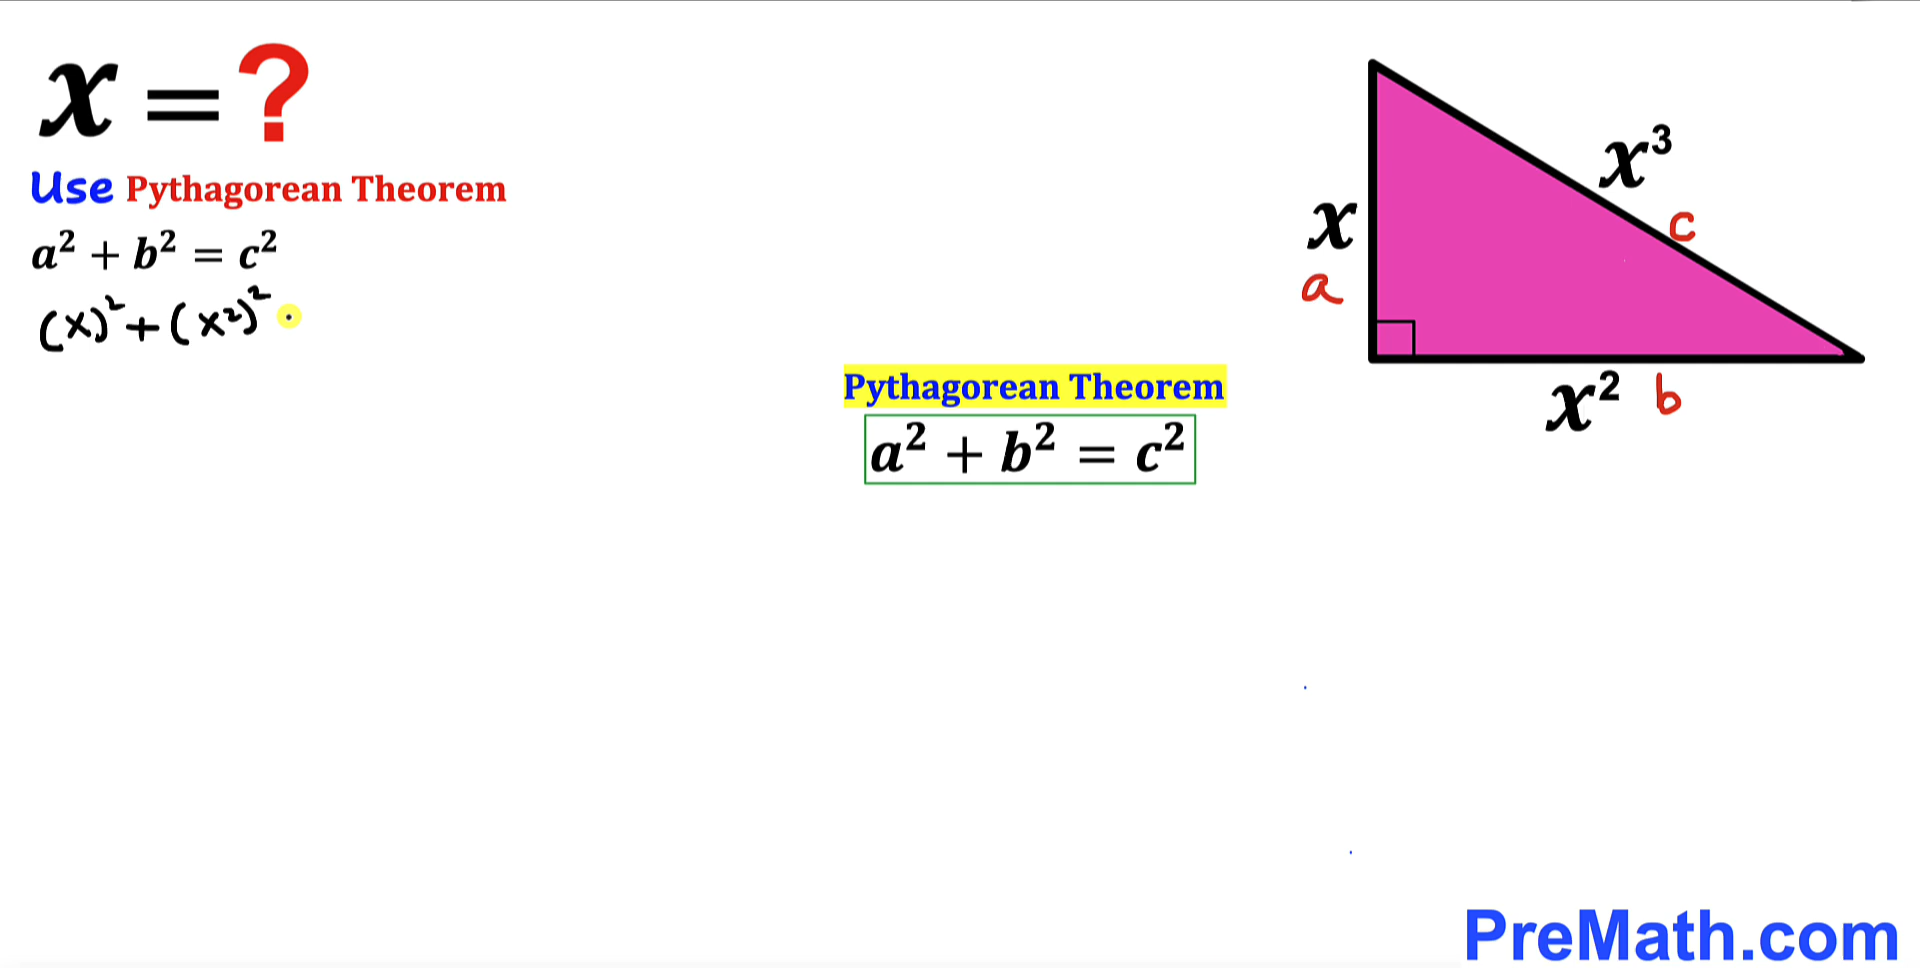 x = ?
Use Pythagorean Theorem
a² + b² = c²
(x)² + (x²)²
Pythagorean Theorem
a² + b² = c²
x³
c
x
a
x² b
PreMath.com